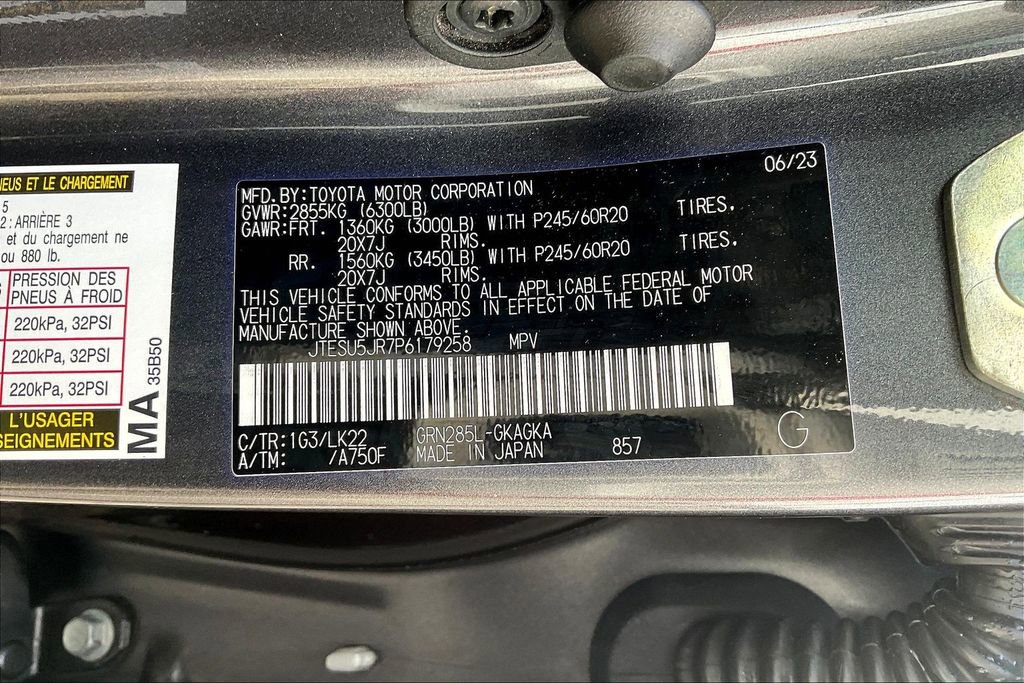 NEUS ET LE CHARGEMENT
5
2 : ARRIÈRE 3
et du chargement ne
ou 880 lb.
PRESSION DES
PNEUS À FROID
220kPa, 32PSI
220kPa, 32PSI
220kPa, 32PSI
L'USAGER
SEIGNEMENTS
MA 35B50
06/23
MFD.BY:TOYOTA MOTOR CORPORATION
GVWR:2855KG (6300LB)
GAWR:FRT. 1360KG (3000LB) WITH P245/60R20 TIRES.
20X7J RIMS.
RR. 1560KG (3450LB) WITH P245/60R20 TIRES.
20X7J RIMS.
THIS VEHICLE CONFORMS TO ALL APPLICABLE FEDERAL MOTOR
VEHICLE SAFETY STANDARDS IN EFFECT ON THE DATE OF
MANUFACTURE SHOWN ABOVE.
JTESU5JR7P6179258 MPV
C/TR:1G3/LK22 GRN285L-GKAGKA
A/TM: /A750F MADE IN JAPAN 857
G